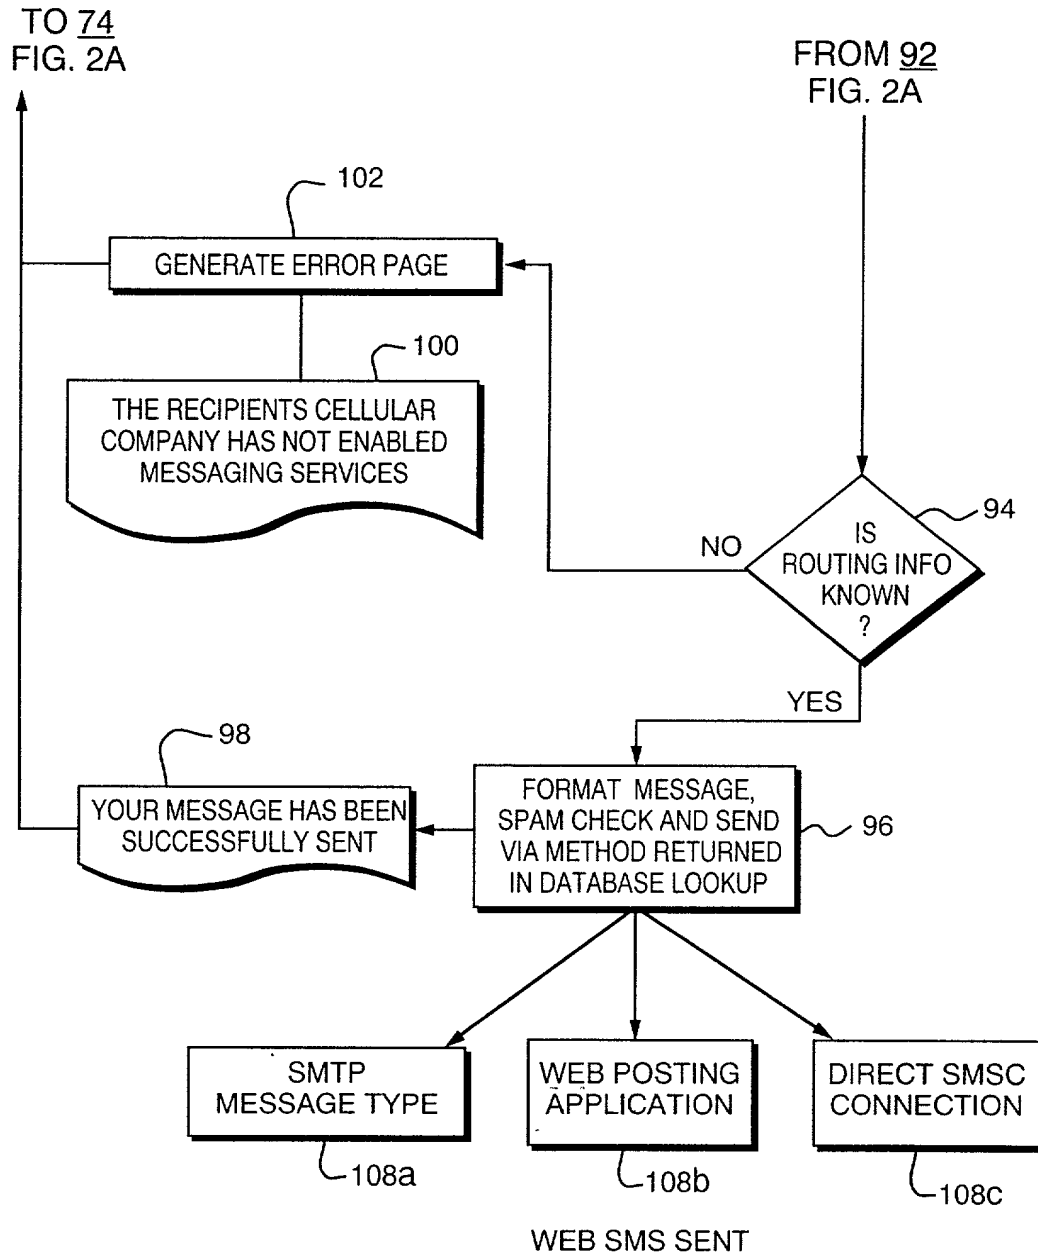 TO 74
FIG. 2A
FROM 92
FIG. 2A
102
GENERATE ERROR PAGE
100
THE RECIPIENTS CELLULAR
COMPANY HAS NOT ENABLED
MESSAGING SERVICES
94
IS
ROUTING INFO
KNOWN
?
NO
YES
98
YOUR MESSAGE HAS BEEN
SUCCESSFULLY SENT
FORMAT MESSAGE,
SPAM CHECK AND SEND
VIA METHOD RETURNED
IN DATABASE LOOKUP
96
SMTP
MESSAGE TYPE
WEB POSTING
APPLICATION
DIRECT SMSC
CONNECTION
108a
108b
108c
WEB SMS SENT